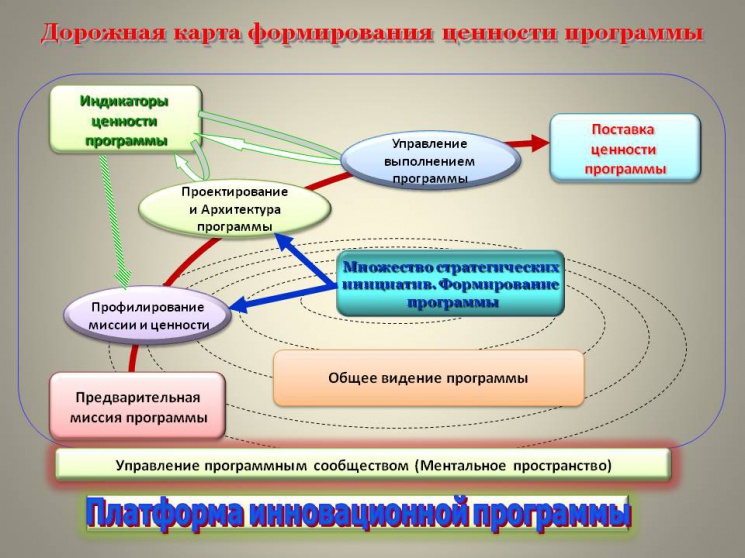 Дорожная карта формирования ценности программы
Индикаторы
ценности
программы
Управление
выполнением
программы
Поставка
ценности
программы
Проектирование
и Архитектура
программы
Множество стратегических
инициатив. Формирование
программы
Профилирование
миссии и ценности
Общее видение программы
Предварительная
миссия программы
Управление программным сообществом (Ментальное пространство)
Платформа инновационной программы